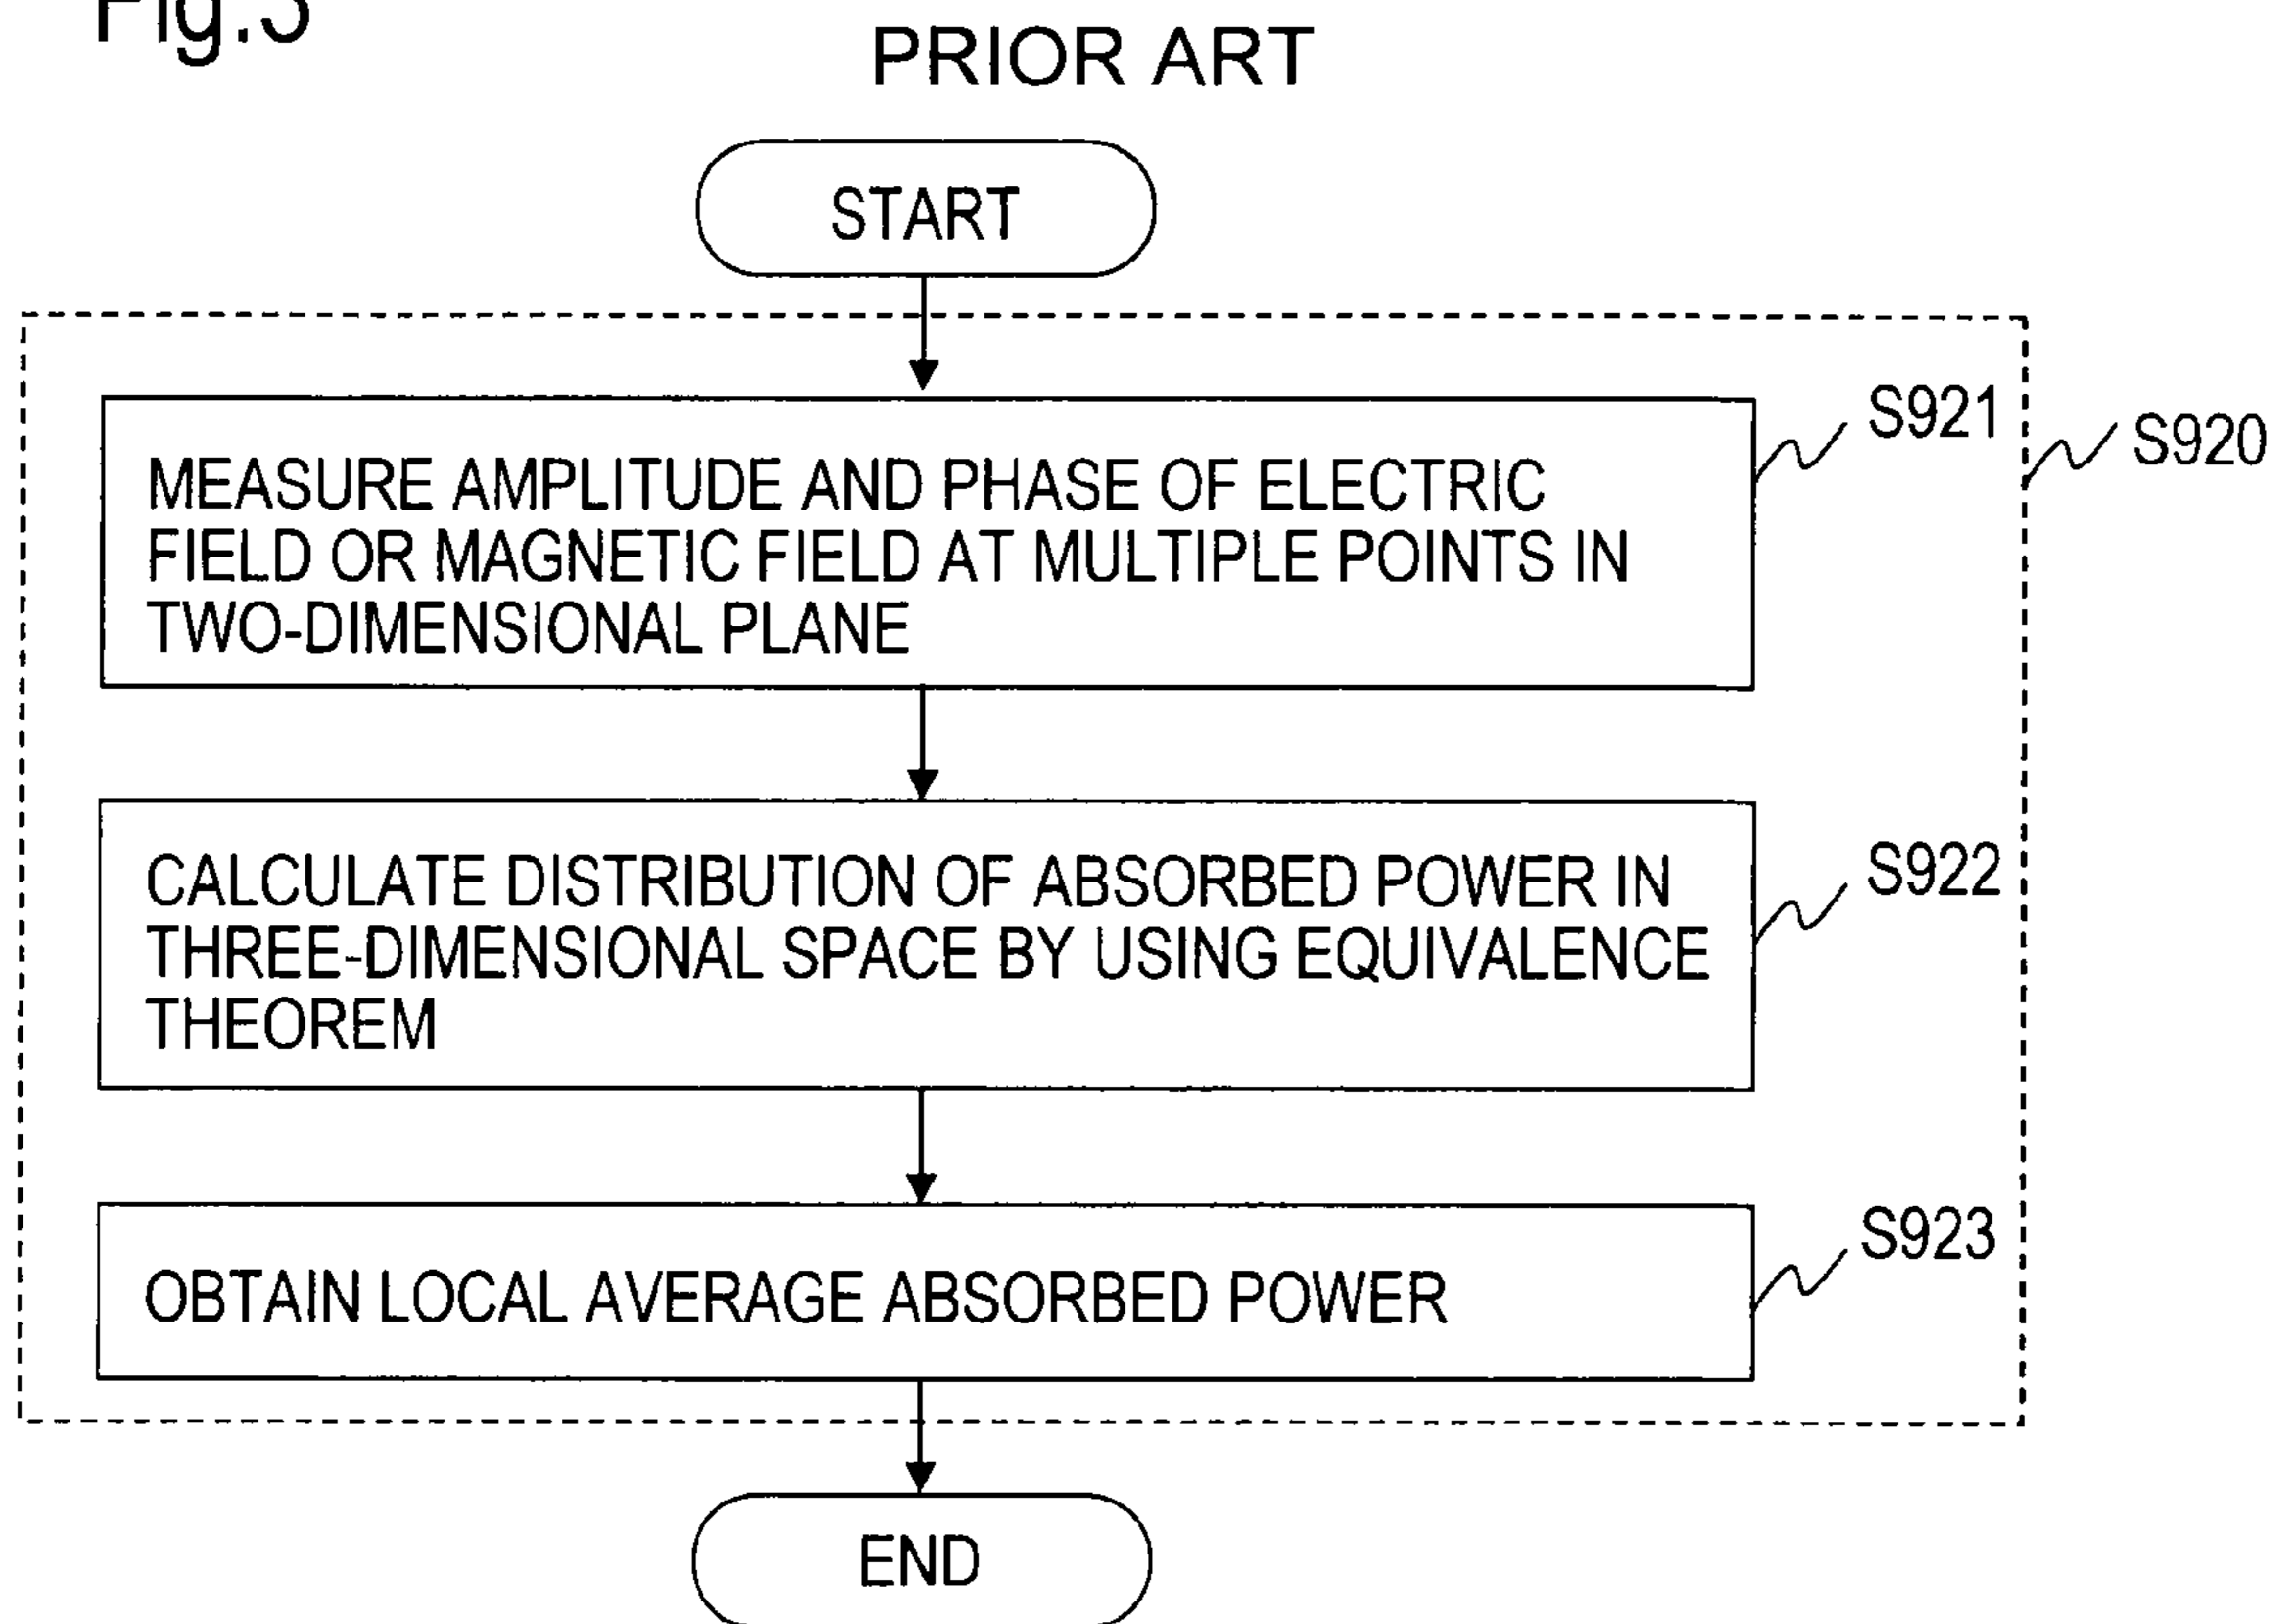 PRIOR ART
START
S921
S920
MEASURE AMPLITUDE AND PHASE OF ELECTRIC
FIELD OR MAGNETIC FIELD AT MULTIPLE POINTS IN
TWO-DIMENSIONAL PLANE
S922
CALCULATE DISTRIBUTION OF ABSORBED POWER IN
THREE-DIMENSIONAL SPACE BY USING EQUIVALENCE
THEOREM
S923
OBTAIN LOCAL AVERAGE ABSORBED POWER
END